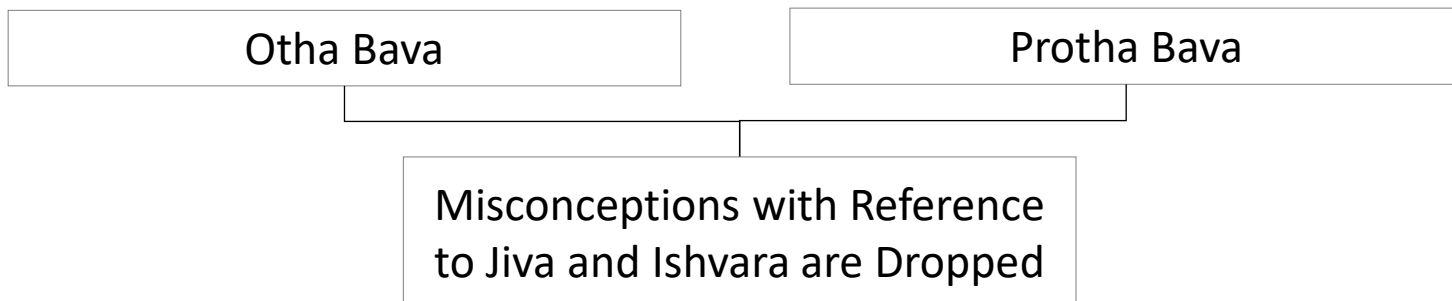 Otha Bava
Protha Bava
Misconceptions with Reference
to Jiva and Ishvara are Dropped